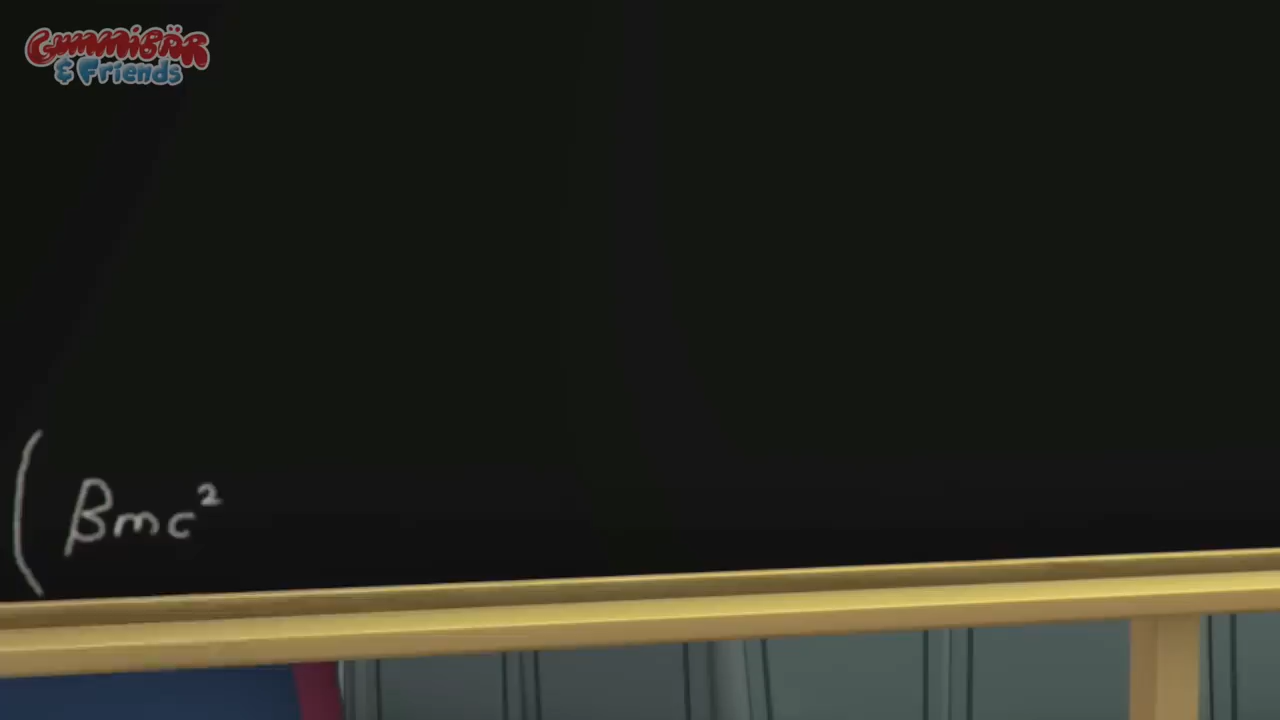 Gummibär
& Friends
( βmc²